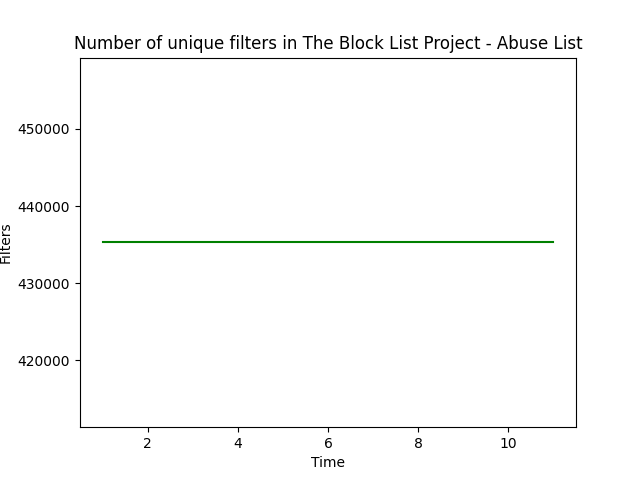 Number of unique filters in The Block List Project - Abuse List
450000
440000
430000
420000
Filters
2 4 6 8 10
Time